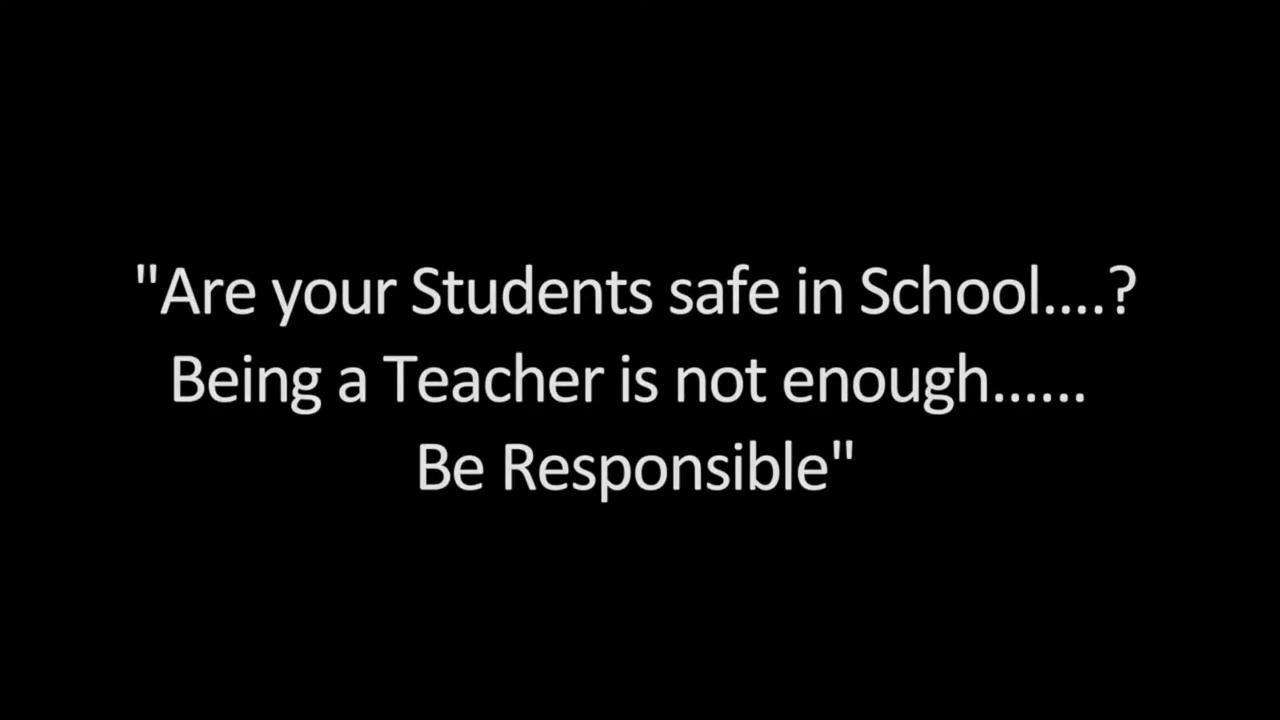 "Are your Students safe in School....?
Being a Teacher is not enough......
Be Responsible"